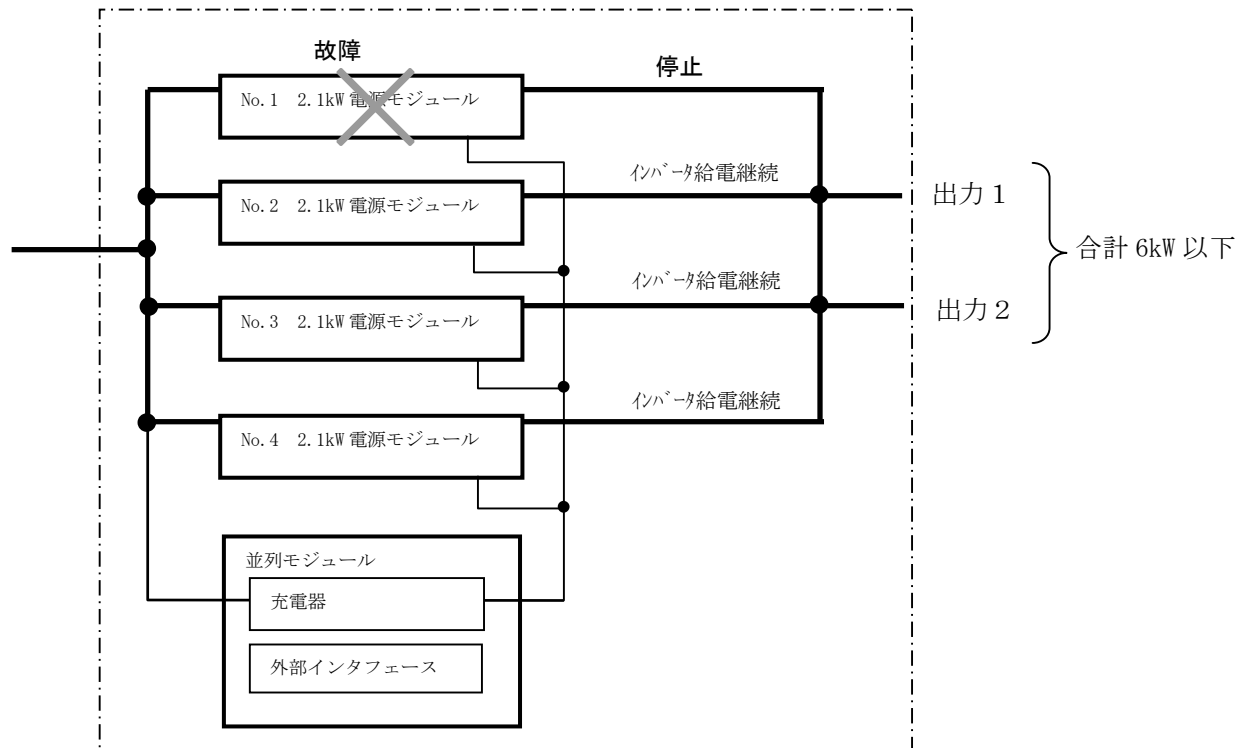 故障
停止
No.1 2.1kW 電源モジュール
インバータ給電継続
出力1
No.2 2.1kW 電源モジュール
合計 6kW 以下
インバータ給電継続
出力2
No.3 2.1kW 電源モジュール
インバータ給電継続
No.4 2.1kW 電源モジュール
並列モジュール
充電器
外部インタフェース